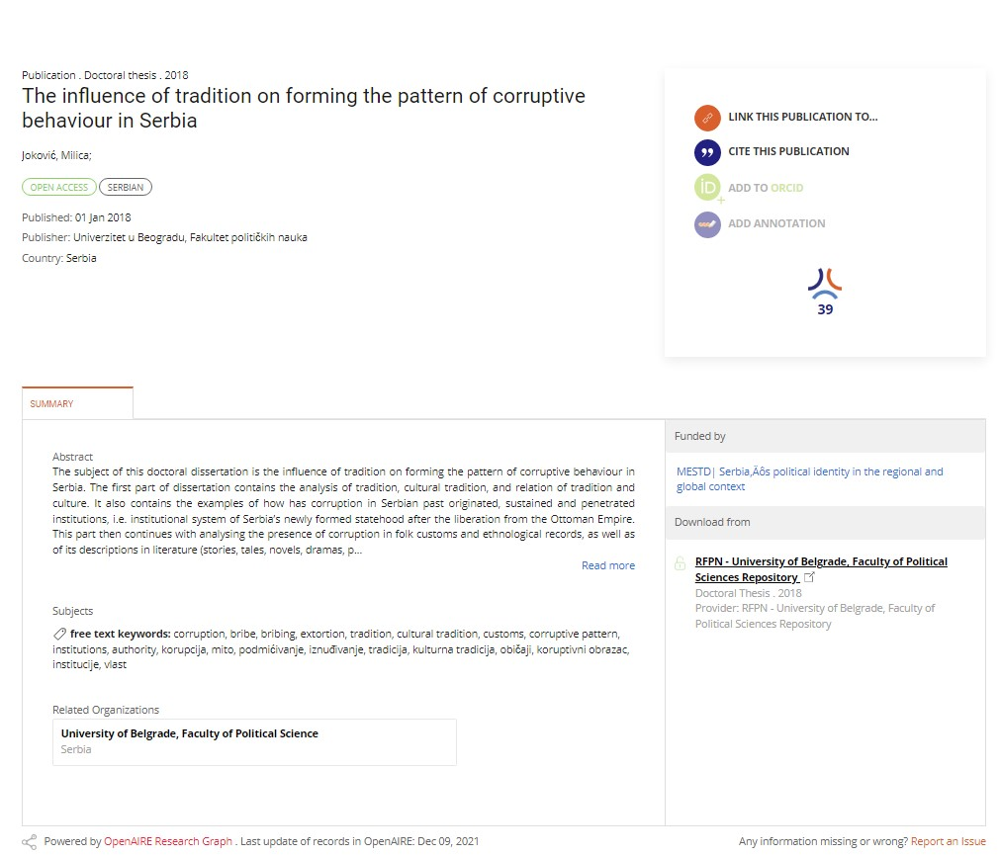 Publication . Doctoral thesis . 2018
The influence of tradition on forming the pattern of corruptive
behaviour in Serbia
Joković, Milica;
OPEN ACCESS SERBIAN
Published: 01 Jan 2018
Publisher: Univerzitet u Beogradu, Fakultet političkih nauka
Country: Serbia
LINK THIS PUBLICATION TO...
CITE THIS PUBLICATION
iD ADD TO ORCID
ADD ANNOTATION
39
SUMMARY
Abstract
The subject of this doctoral dissertation is the influence of tradition on forming the pattern of corruptive behaviour in
Serbia. The first part of dissertation contains the analysis of tradition, cultural tradition, and relation of tradition and
culture. It also contains the examples of how has corruption in Serbian past originated, sustained and penetrated
institutions, i.e. institutional system of Serbia's newly formed statehood after the liberation from the Ottoman Empire.
This part then continues with analysing the presence of corruption in folk customs and ethnological records, as well as
of its descriptions in literature (stories, tales, novels, dramas, p...
Read more
Subjects
free text keywords: corruption, bribe, bribing, extortion, tradition, cultural tradition, customs, corruptive pattern,
institutions, authority, korupcija, mito, podmićivanje, iznuđivanje, tradicija, kulturna tradicija, običaji, koruptivni obrazac,
institucije, vlast
Related Organizations
University of Belgrade, Faculty of Political Science
Serbia
Funded by
MESTD| Serbia‚Äôs political identity in the regional and
global context
Download from
RFPN - University of Belgrade, Faculty of Political
Sciences Repository
Doctoral Thesis . 2018
Provider: RFPN - University of Belgrade, Faculty of
Political Sciences Repository
Powered by OpenAIRE Research Graph . Last update of records in OpenAIRE: Dec 09, 2021
Any information missing or wrong? Report an Issue